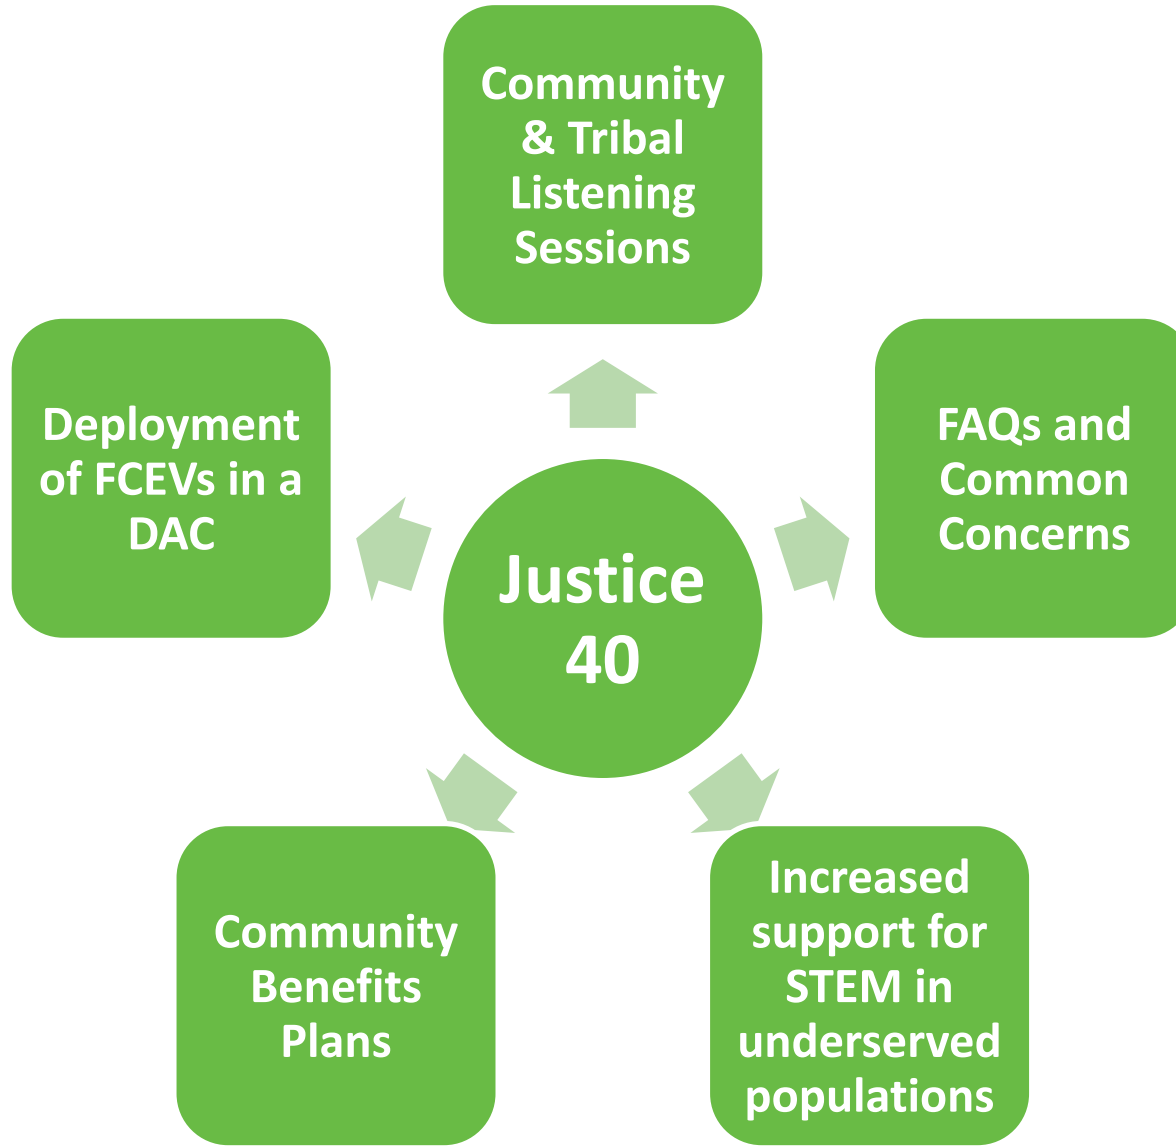 Community
& Tribal
Listening
Sessions
Deployment
of FCEVs in a
DAC
FAQs and
Common
Concerns
Justice
40
Community
Benefits
Plans
Increased
support for
STEM in
underserved
populations